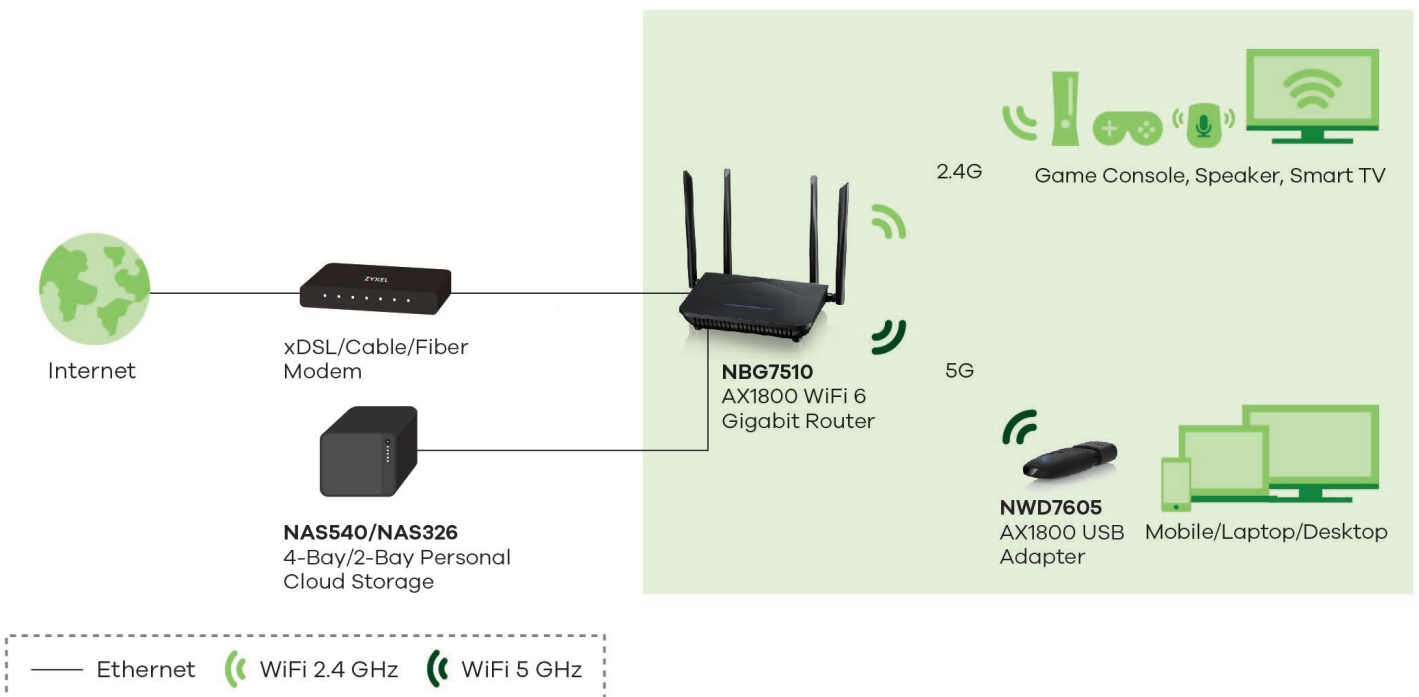 2.4G
Game Console, Speaker, Smart TV
ZYXEL
Internet
xDSL/Cable/Fiber
Modem
NBG7510
AX1800 WiFi 6
Gigabit Router
5G
NAS540/NAS326
4-Bay/2-Bay Personal
Cloud Storage
NWD7605
AX1800 USB
Adapter
Mobile/Laptop/Desktop
Ethernet
WiFi 2.4 GHz
WiFi 5 GHz